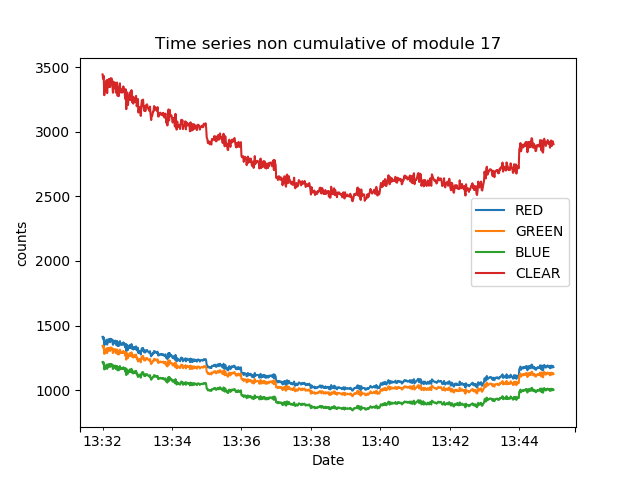 Time series non cumulative of module 17
3500
3000
2500
2000
1500
1000
counts
RED
GREEN
BLUE
CLEAR
13:32 13:34 13:36 13:38 13:40 13:42 13:44
Date